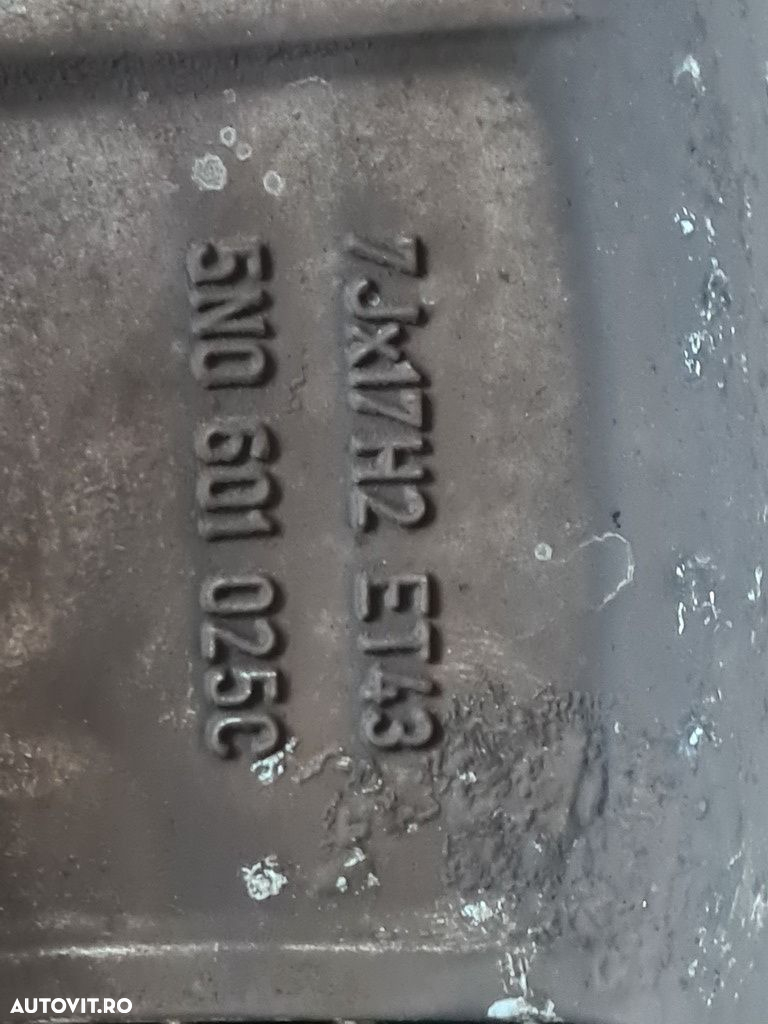 7Jx17H2 ET43
5N0 601 025C
AUTOVIT.RO